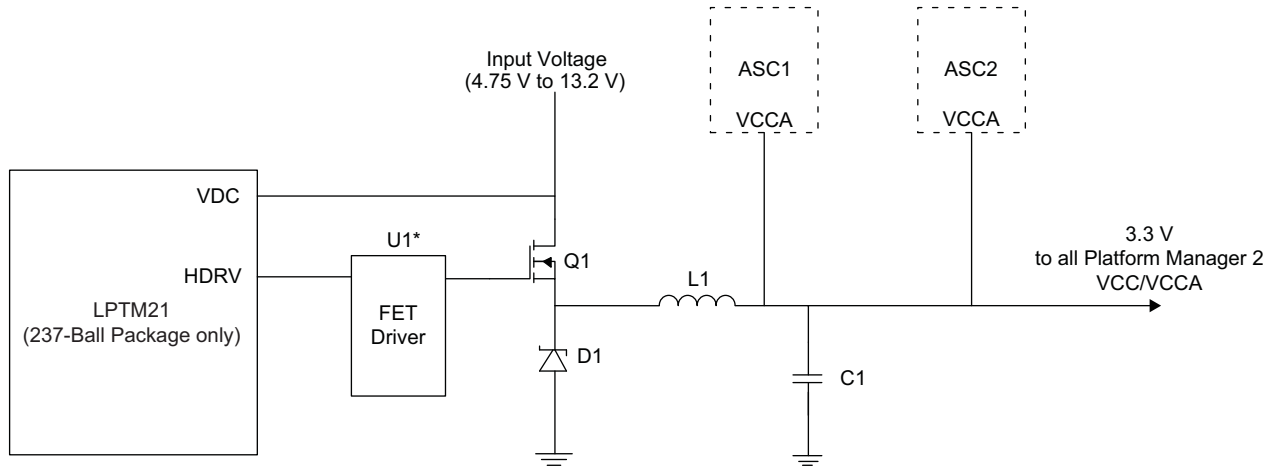 Input Voltage
(4.75 V to 13.2 V)
ASC1
VCCA
ASC2
VCCA
VDC
HDRV
LPTM21
(237-Ball Package only)
U1*
FET
Driver
Q1
D1
L1
C1
3.3 V
to all Platform Manager 2
VCC/VCCA